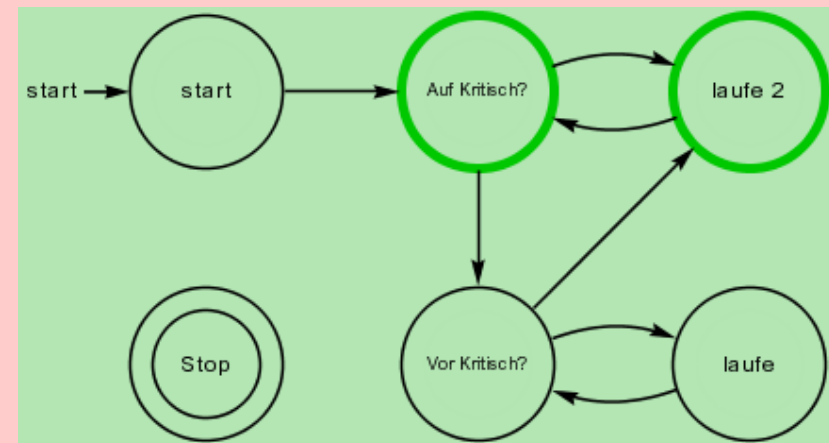 start
start
Auf Kritisch?
laufe 2
Stop
Vor Kritisch?
laufe